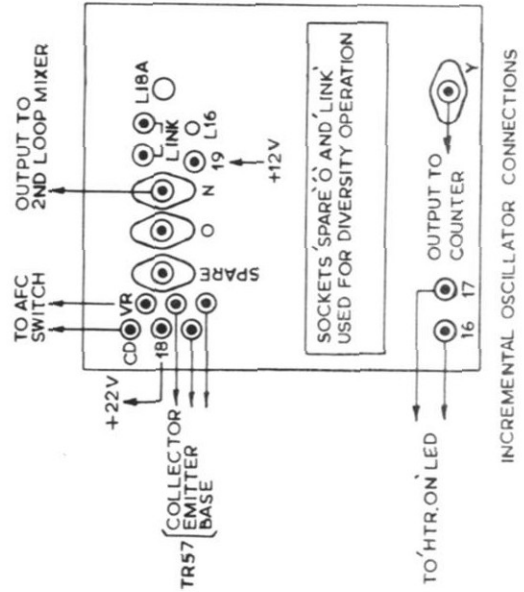 OUTPUT TO
2ND LOOP MIXER
TO AFC
SWITCH
+22V
CD
VR
18
SPARE
O
N
LINK
L18A
19
L16
+12V
TR57
COLLECTOR
EMITTER
BASE
SOCKETS 'SPARE' 'O' AND 'LINK'
USED FOR DIVERSITY OPERATION
OUTPUT TO
COUNTER
Y
16
17
TO 'HTR. ON' LED
INCREMENTAL OSCILLATOR CONNECTIONS